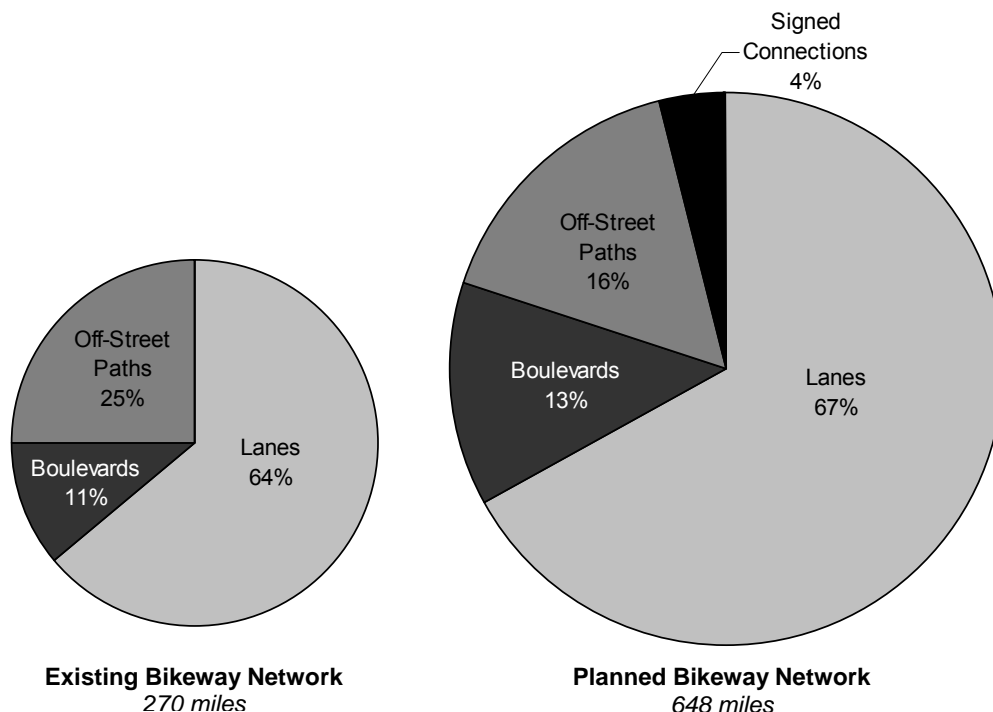 Signed
Connections
4%
Off-Street
Paths
16%
Boulevards
13%
Lanes
67%
Off-Street
Paths
25%
Boulevards
11%
Lanes
64%
Existing Bikeway Network
270 miles
Planned Bikeway Network
648 miles